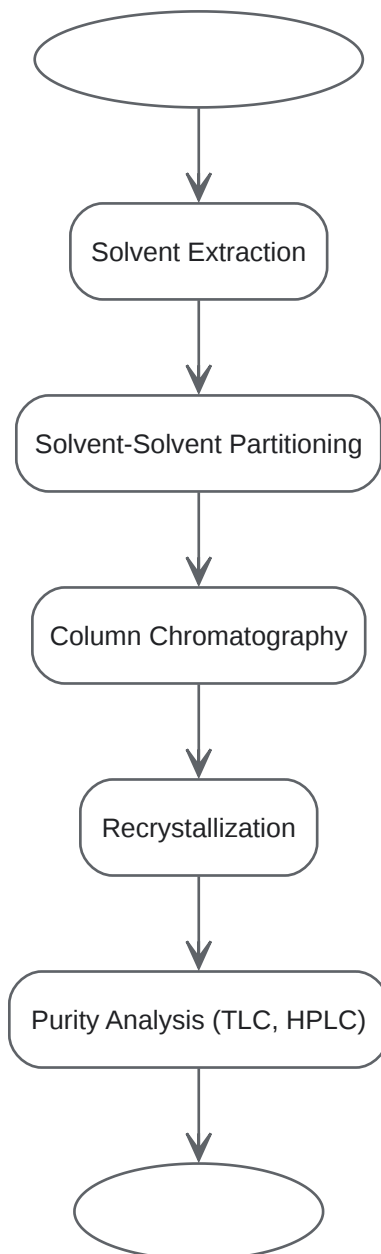 Solvent Extraction
Solvent-Solvent Partitioning
Column Chromatography
Recrystallization
Purity Analysis (TLC, HPLC)